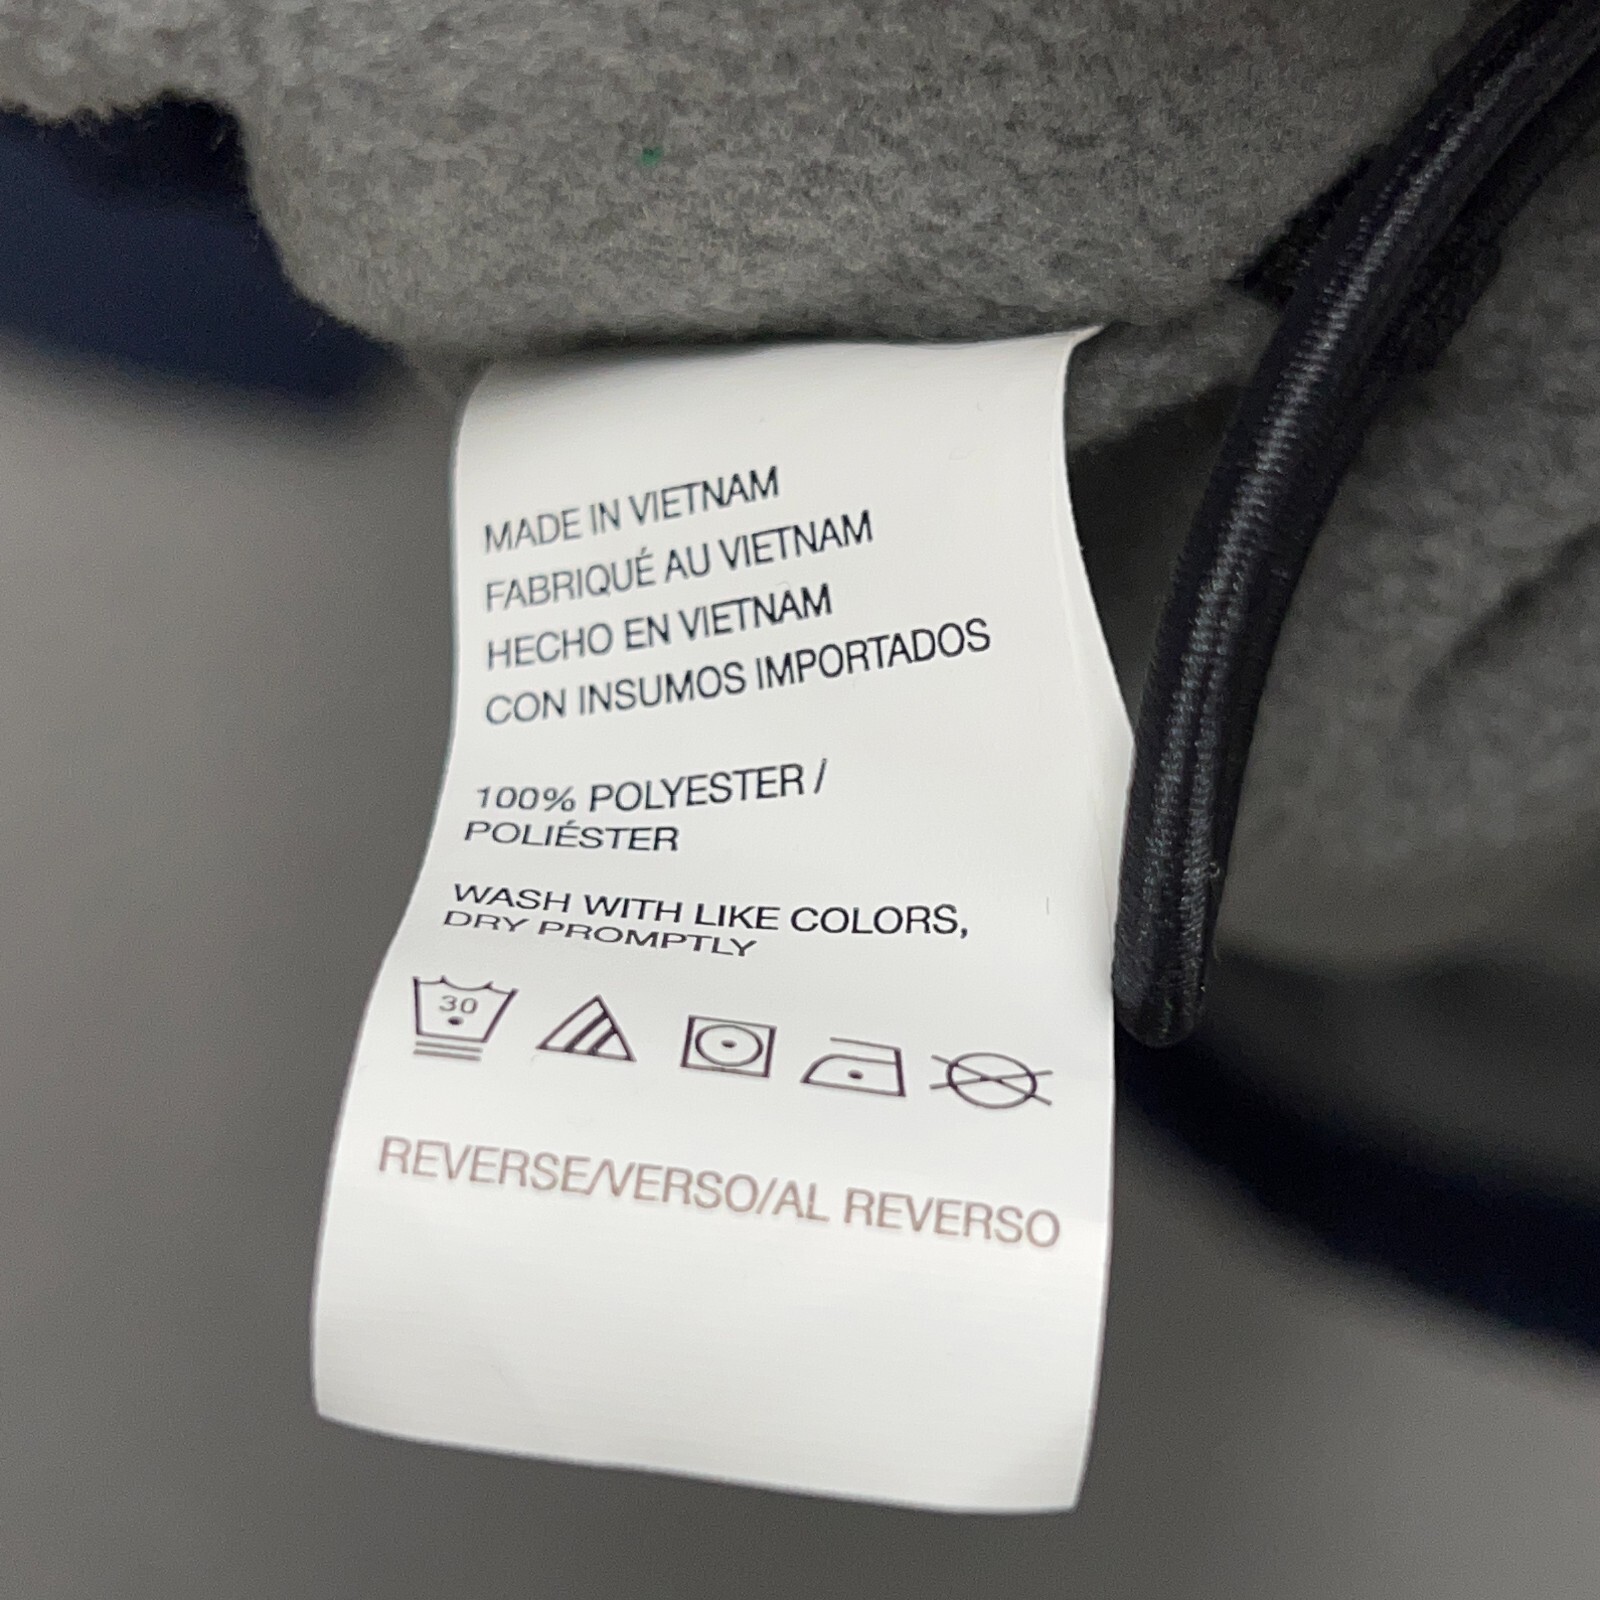 MADE IN VIETNAM
FABRIQUÉ AU VIETNAM
HECHO EN VIETNAM
CON INSUMOS IMPORTADOS
100% POLYESTER /
POLIÉSTER
WASH WITH LIKE COLORS,
DRY PROMPTLY
30
REVERSE/VERSO/AL REVERSO